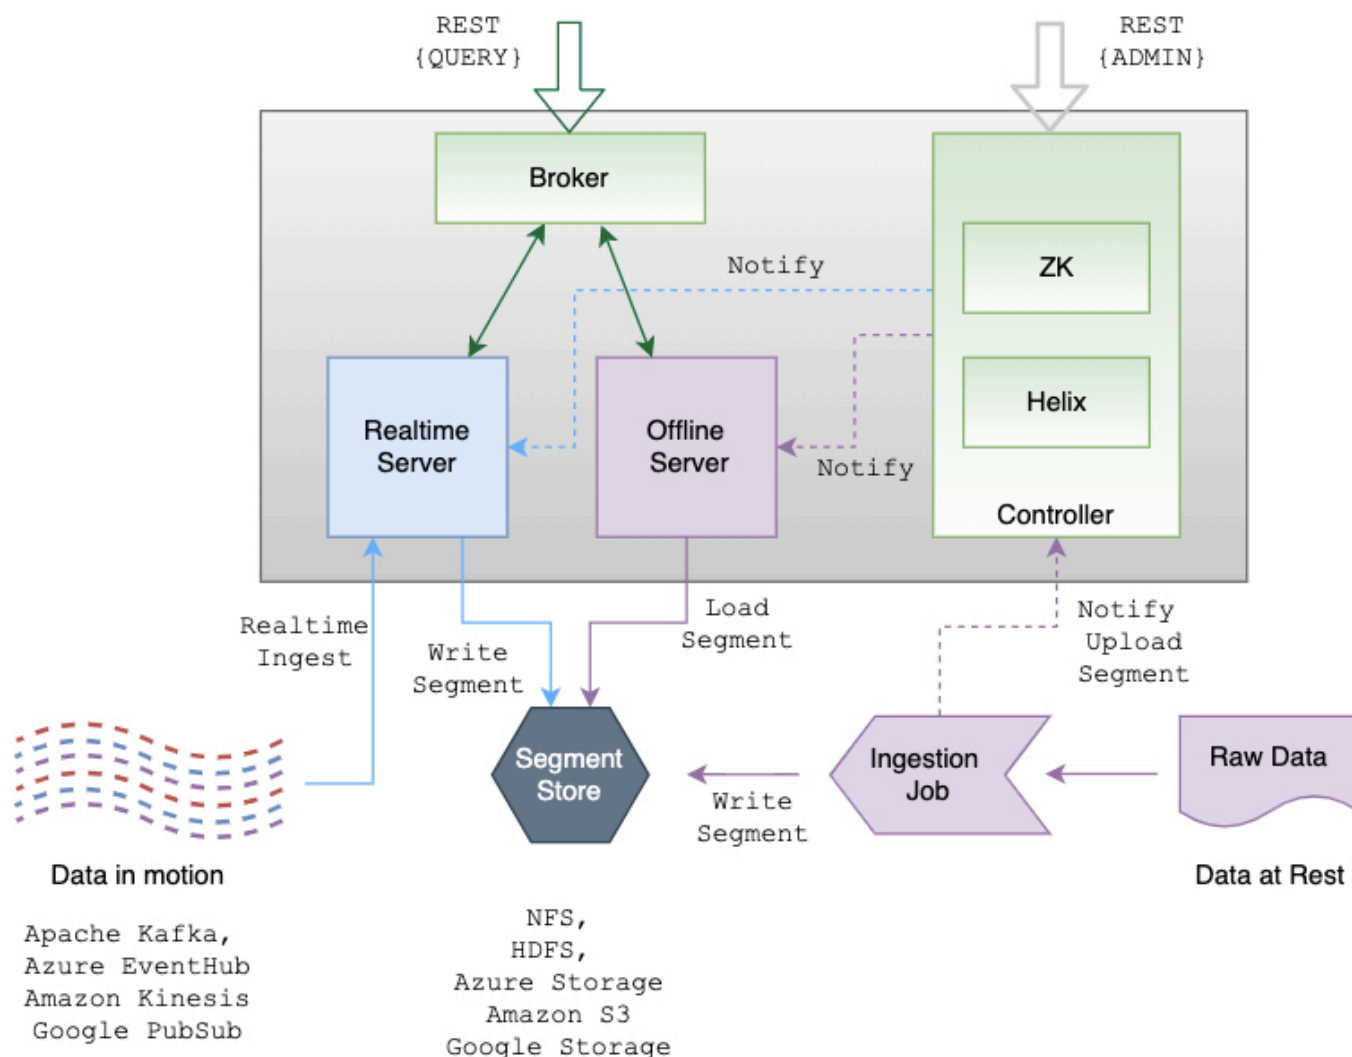 REST
{QUERY}
REST
{ADMIN}
Broker
ZK
Notify
Helix
Realtime
Server
Offline
Server
Notify
Controller
Realtime
Ingest
Write
Segment
Load
Segment
Notify
Upload
Segment
Segment
Store
Write
Segment
Ingestion
Job
Raw Data
Data in motion
Data at Rest
Apache Kafka,
Azure EventHub
Amazon Kinesis
Google PubSub
NFS,
HDFS,
Azure Storage
Amazon S3
Google Storage